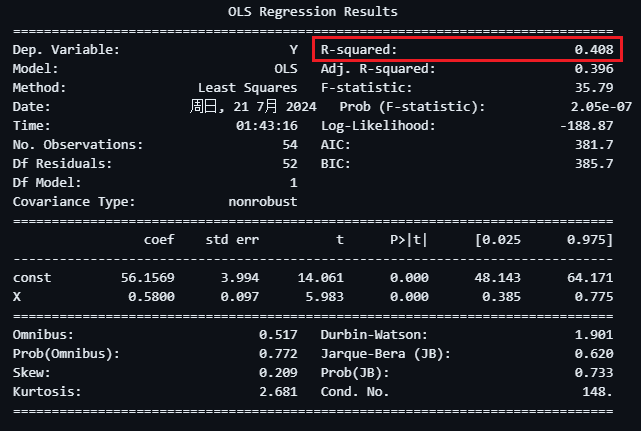 OLS Regression Results
==============================================================================
Dep. Variable: Y R-squared: 0.408
Model: OLS Adj. R-squared: 0.396
Method: Least Squares F-statistic: 35.79
Date: 周日, 21 7月 2024 Prob (F-statistic): 2.05e-07
Time: 01:43:16 Log-Likelihood: -188.87
No. Observations: 54 AIC: 381.7
Df Residuals: 52 BIC: 385.7
Df Model: 1
Covariance Type: nonrobust
==============================================================================
coef std err t P>|t| [0.025 0.975]
------------------------------------------------------------------------------
const 56.1569 3.994 14.061 0.000 48.143 64.171
X 0.5800 0.097 5.983 0.000 0.385 0.775
==============================================================================
Omnibus: 0.517 Durbin-Watson: 1.901
Prob(Omnibus): 0.772 Jarque-Bera (JB): 0.620
Skew: 0.209 Prob(JB): 0.733
Kurtosis: 2.681 Cond. No. 148.
==============================================================================